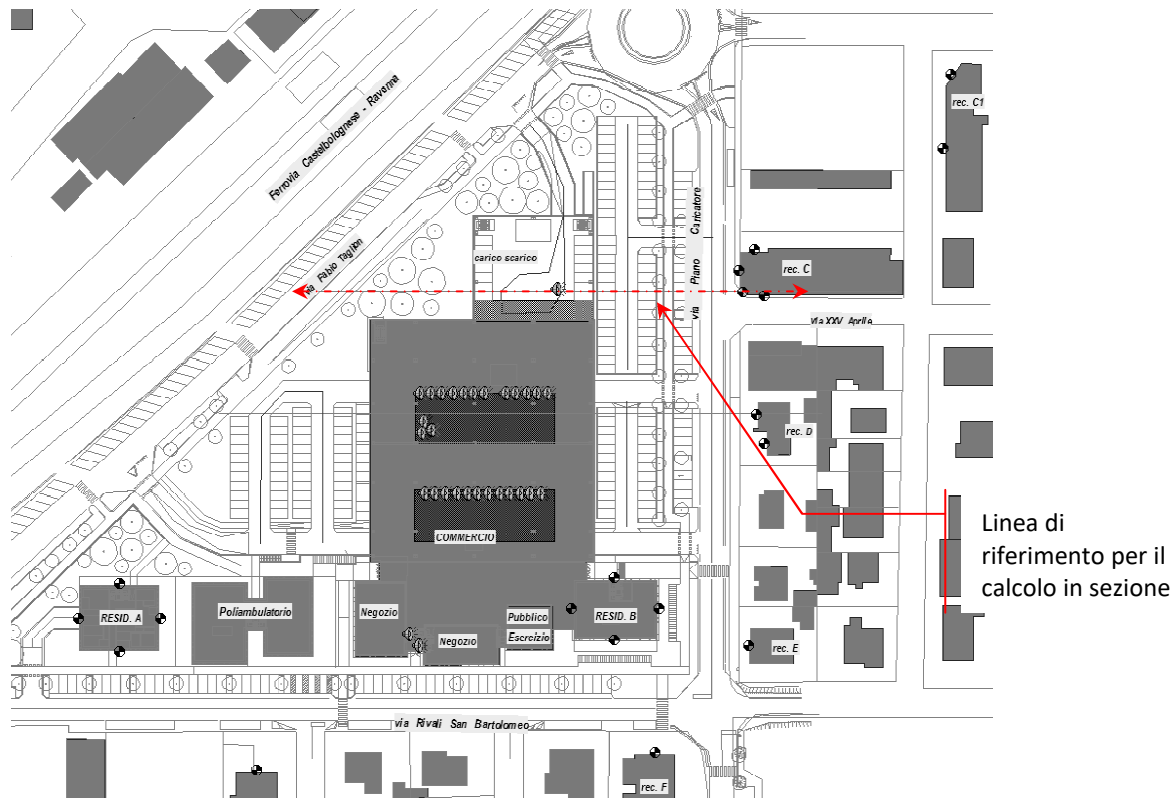 rec. C1
Ferrovia Castelbolognese - Ravenna
via Fabio Taglioni
carico scarico
via Piano Caricatore
rec. C
via XXV Aprile
rec. D
COMMERCIO
Linea di
riferimento per il
calcolo in sezione
RESID. A
Poliambulatorio
Negozio
Negozio
Pubblico
Esercizio
RESID. B
rec. E
via Rivali San Bartolomeo
rec. F